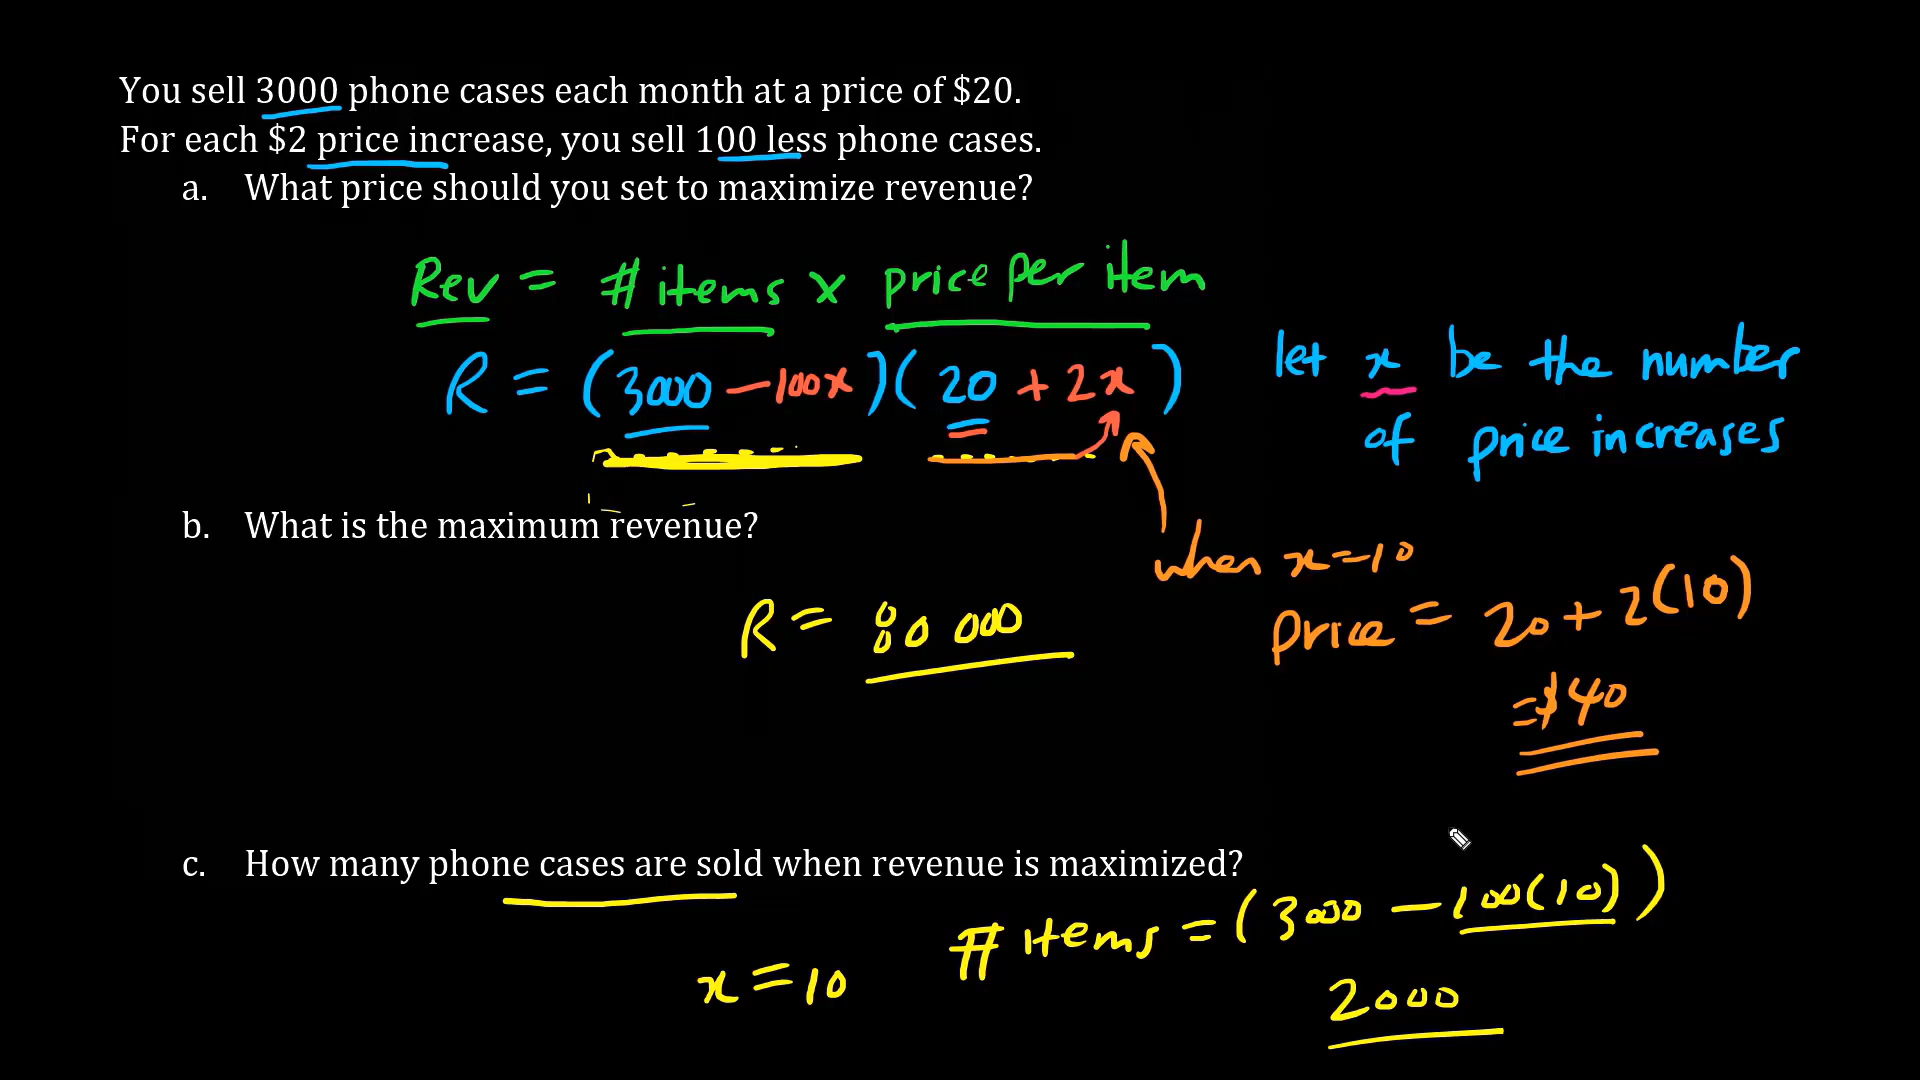 You sell 3000 phone cases each month at a price of $20.
For each $2 price increase, you sell 100 less phone cases.
a. What price should you set to maximize revenue?
Rev = # items x price per item
R = (3000 - 100x)(20 + 2x)
let x be the number
of price increases
b. What is the maximum revenue?
when x=10
R = 80 000
Price = 20 + 2(10)
= $40
c. How many phone cases are sold when revenue is maximized?
# items = (3000 - 100(10))
x = 10
2000